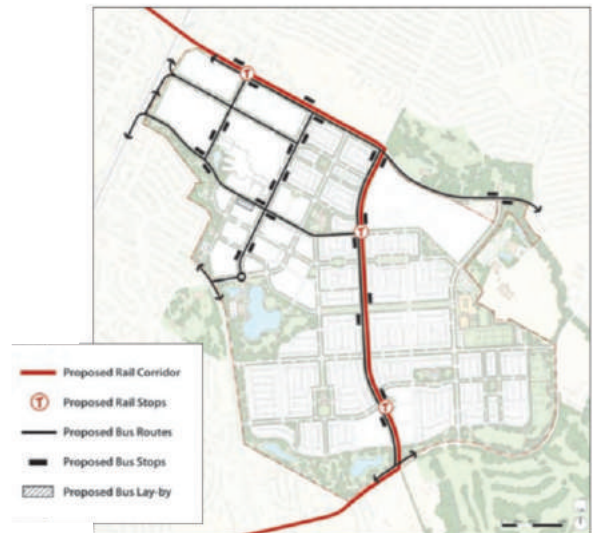 T
T
T
Proposed Rail Corridor
T Proposed Rail Stops
Proposed Bus Routes
Proposed Bus Stops
Proposed Bus Lay-by